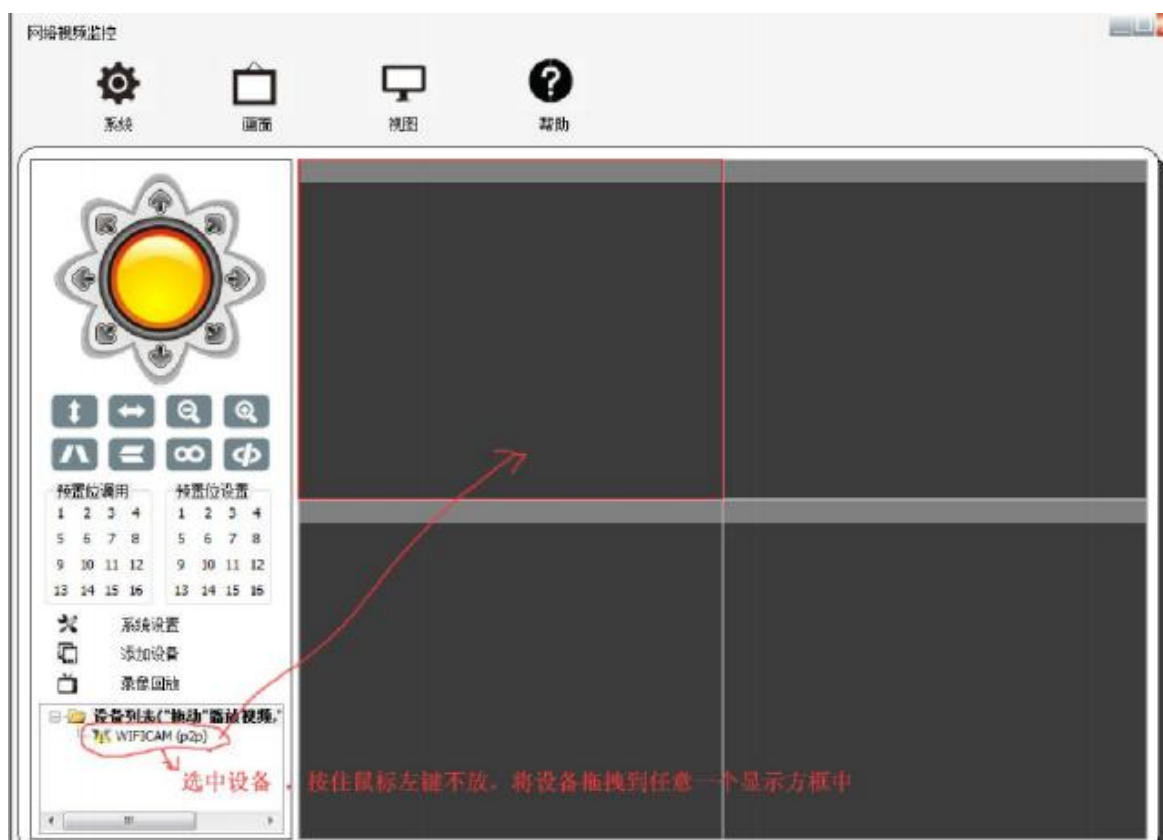 网络视频监控
系统 画面 视图 帮助
预置位调用 预置位设置
1 2 3 4 1 2 3 4
5 6 7 8 5 6 7 8
9 10 11 12 9 10 11 12
13 14 15 16 13 14 15 16
系统设置
添加设备
录像回放
设备列表("拖动"播放视频,"
WIFICAM (p2p)
选中设备 ，按住鼠标左键不放，将设备拖拽到任意一个显示方框中